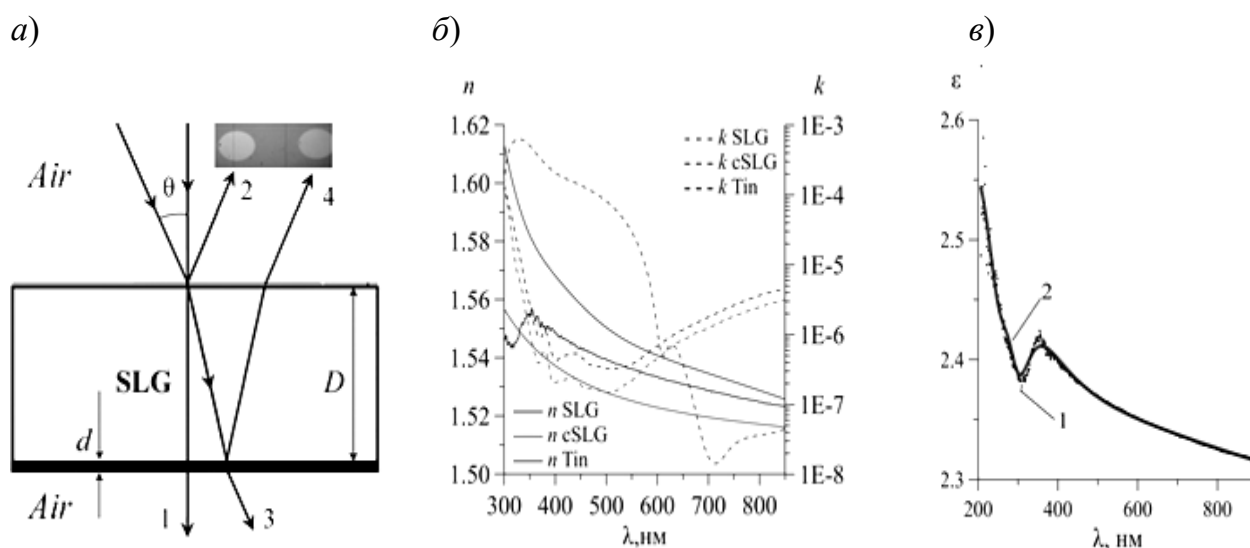 а) б) в)
n k ε
Air θ 2 4
SLG D
d
Air 1 3
1.62
1.60
1.58
1.56
1.54
1.52
1.50
300 400 500 600 700 800
λ,нм
1E-3
1E-4
1E-5
1E-6
1E-7
1E-8
k SLG
k cSLG
k Tin
n SLG
n cSLG
n Tin
2.6
2.5
2.4
2.3
2
1
200 400 600 800
λ, нм